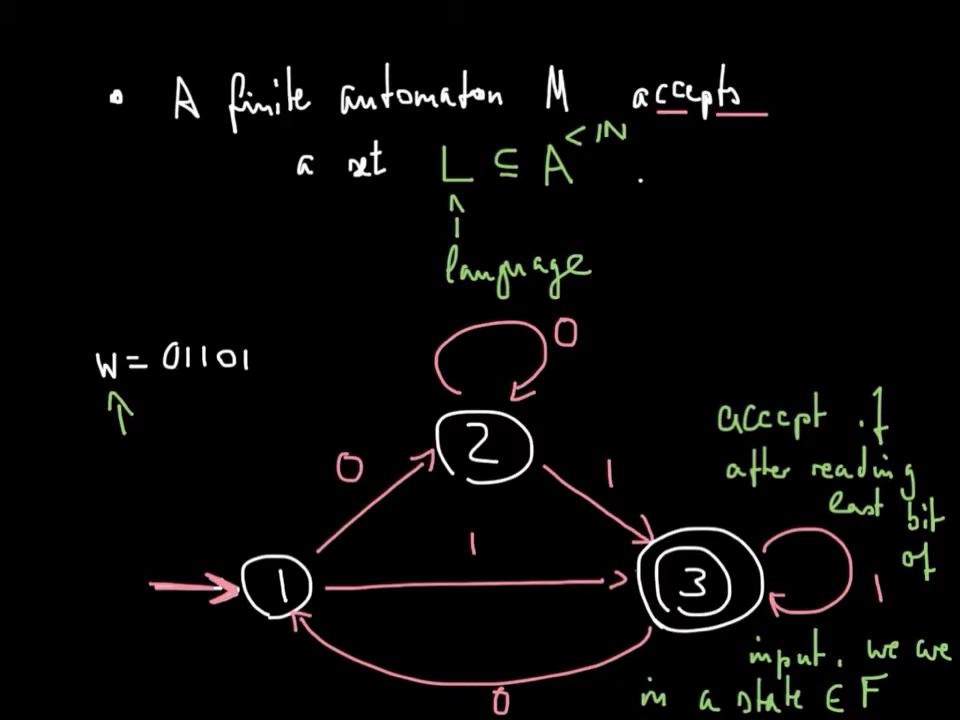 • A finite automaton M accepts
a set L ⊆ A^{<ℕ} .
language
w = 01101
0
2
accept if
after reading
last bit
of
0
1
1
1
3
1
input, we are
in a state ∈ F
0